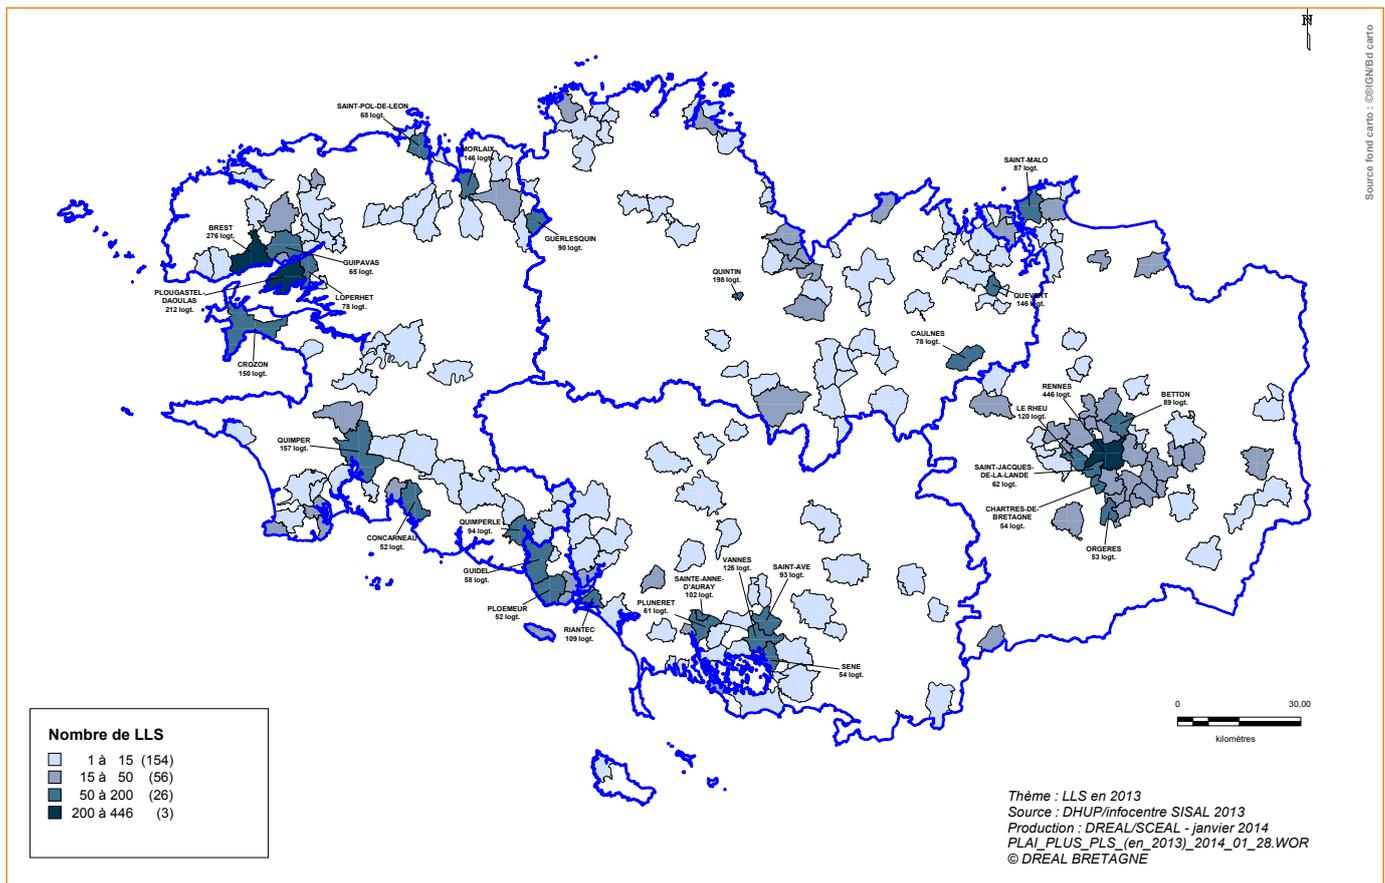 N
Source fond carto : ©®IGN/Bd carto
SAINT-POL-DE-LEON
68 logt.
MORLAIX
146 logt.
SAINT-MALO
87 logt.
BREST
276 logt.
GUERLESQUIN
90 logt.
GUIPAVAS
65 logt.
QUINTIN
198 logt.
PLOUGASTEL-
DAOULAS
212 logt.
LOPERHET
78 logt.
QUEVERT
146 logt.
CAULNES
78 logt.
CROZON
150 logt.
RENNES
446 logt.
BETTON
89 logt.
LE RHEU
120 logt.
QUIMPER
157 logt.
SAINT-JACQUES-
DE-LA-LANDE
62 logt.
CHARTRES-DE-
BRETAGNE
54 logt.
QUIMPERLE
94 logt.
CONCARNEAU
52 logt.
ORGERES
53 logt.
VANNES
126 logt.
SAINT-AVE
93 logt.
GUIDEL
58 logt.
SAINTE-ANNE-
D'AURAY
102 logt.
PLUNERET
61 logt.
PLOEMEUR
52 logt.
RIANTEC
109 logt.
SENE
54 logt.
0 30,00
kilomètres
Nombre de LLS
1 à 15 (154)
15 à 50 (56)
50 à 200 (26)
200 à 446 (3)
Thème : LLS en 2013
Source : DHUP/infocentre SISAL 2013
Production : DREAL/SCEAL - janvier 2014
PLAI_PLUS_PLS_(en_2013)_2014_01_28.WOR
© DREAL BRETAGNE